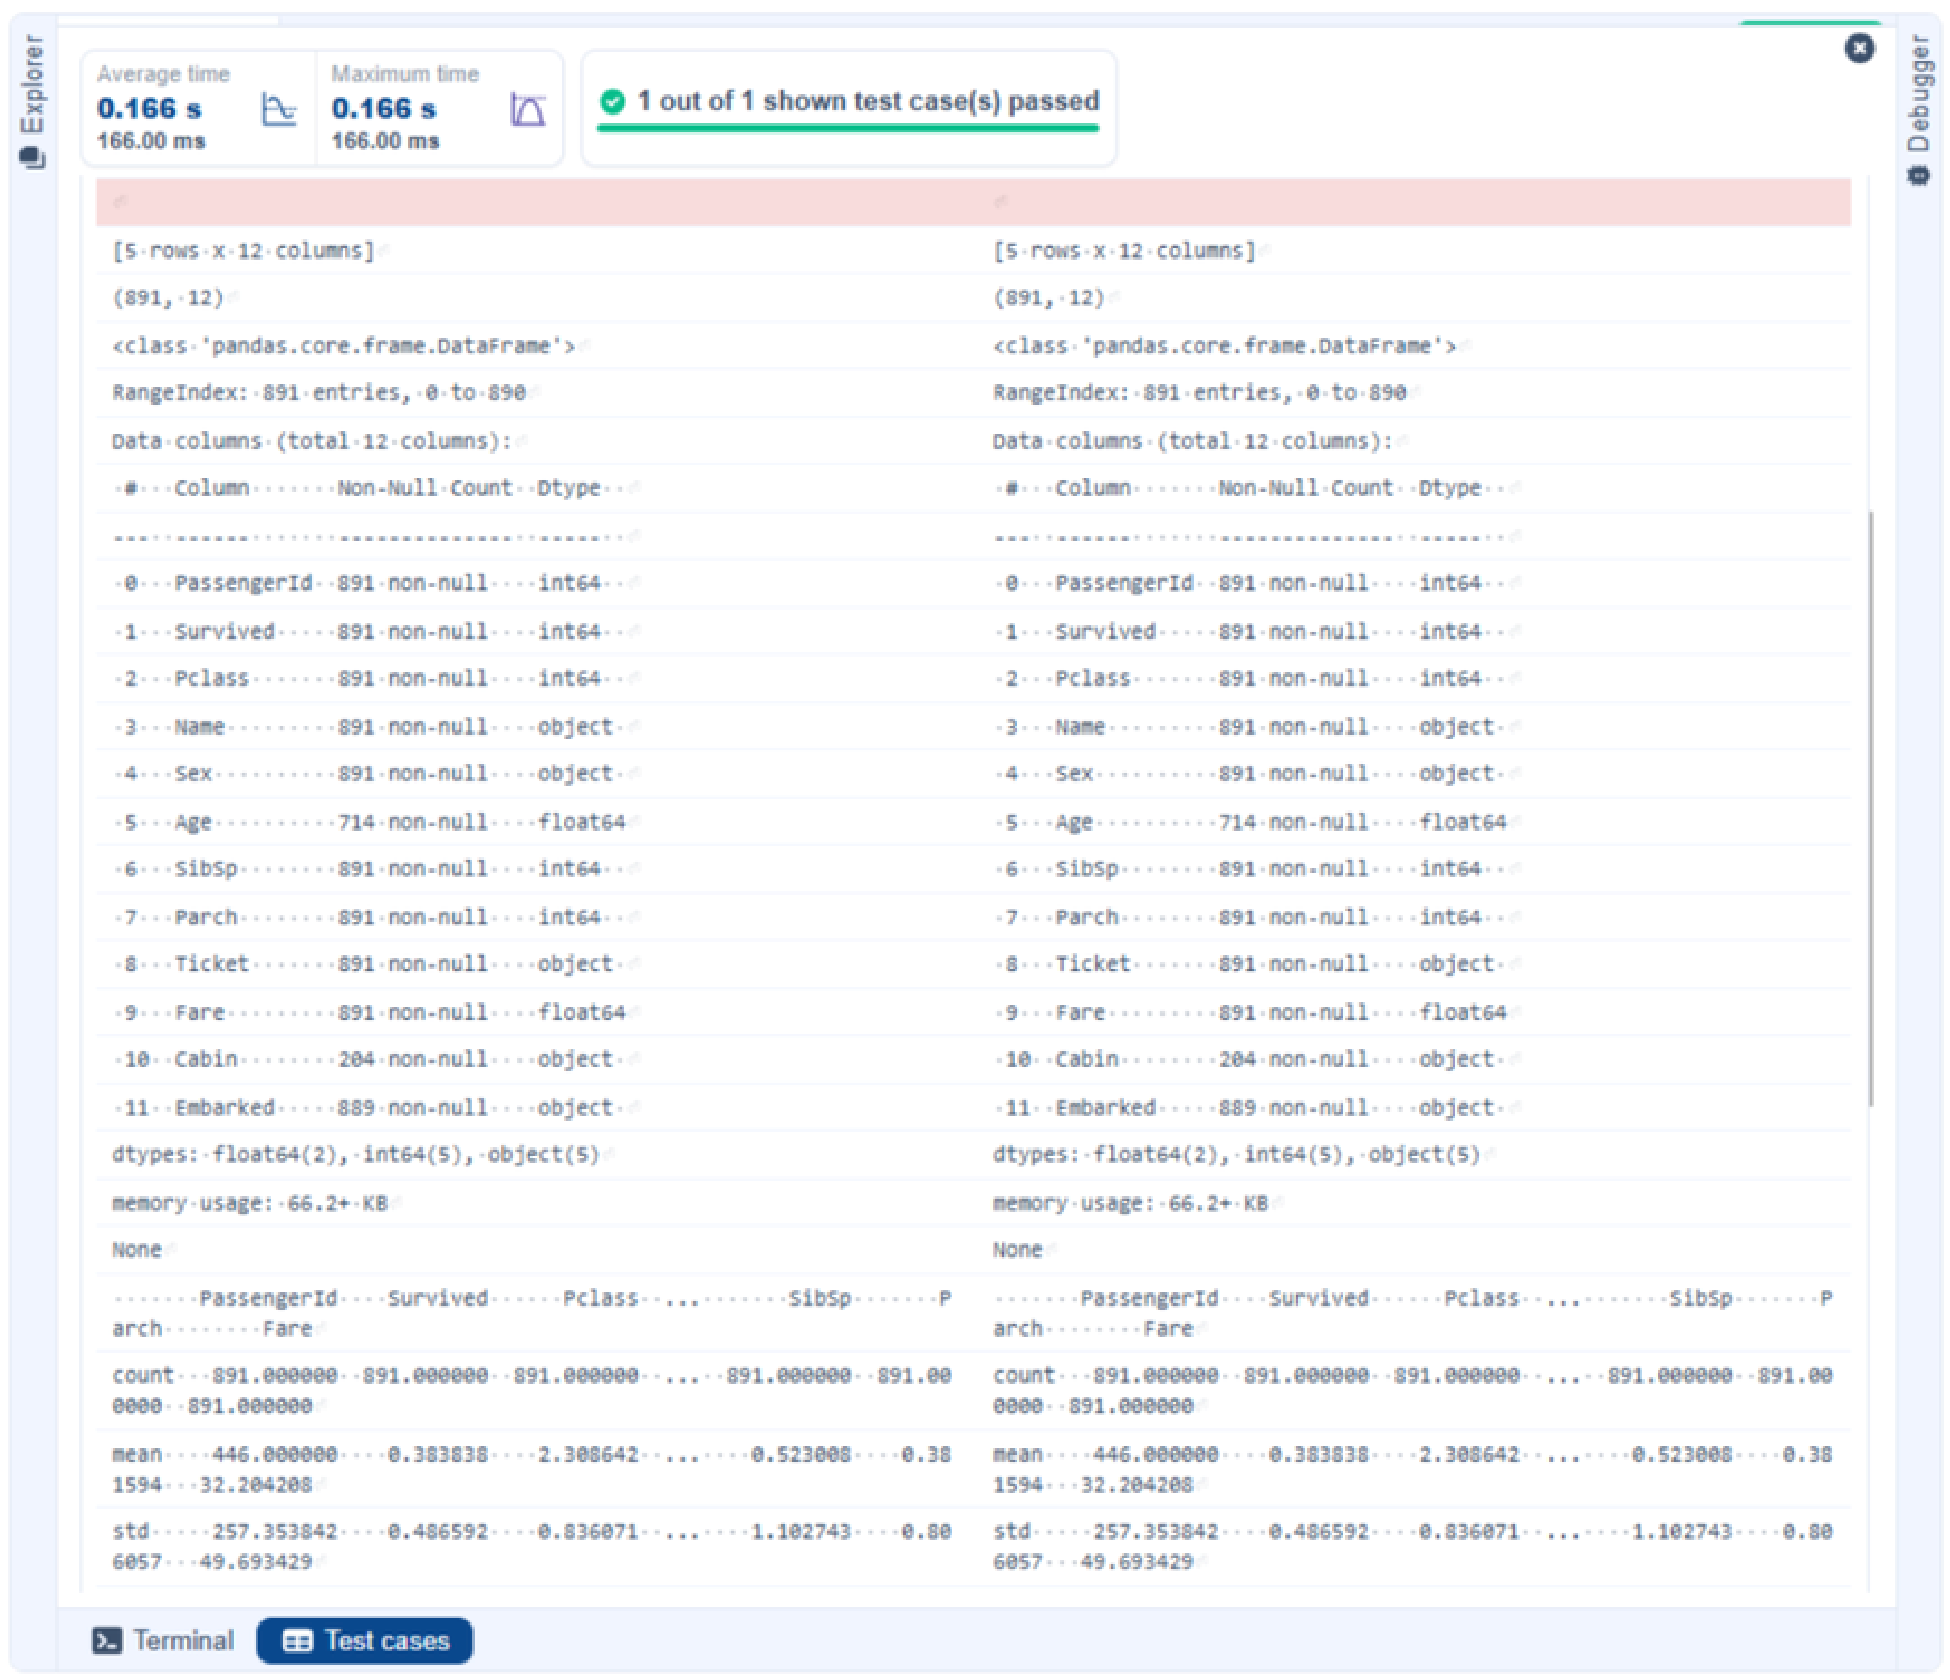 Explorer
Debugger
Average time
0.166 s
166.00 ms
Maximum time
0.166 s
166.00 ms
1 out of 1 shown test case(s) passed
[5·rows·x·12·columns] [5·rows·x·12·columns]
(891,·12) (891,·12)
<class·'pandas.core.frame.DataFrame'> <class·'pandas.core.frame.DataFrame'>
RangeIndex:·891·entries,·0·to·890 RangeIndex:·891·entries,·0·to·890
Data·columns·(total·12·columns): Data·columns·(total·12·columns):
·#···Column·······Non-Null·Count··Dtype·· ·#···Column·······Non-Null·Count··Dtype··
---··------·······--------------··-----·· ---··------·······--------------··-----··
·0···PassengerId··891·non-null····int64·· ·0···PassengerId··891·non-null····int64··
·1···Survived·····891·non-null····int64·· ·1···Survived·····891·non-null····int64··
·2···Pclass·······891·non-null····int64·· ·2···Pclass·······891·non-null····int64··
·3···Name·········891·non-null····object· ·3···Name·········891·non-null····object·
·4···Sex··········891·non-null····object· ·4···Sex··········891·non-null····object·
·5···Age··········714·non-null····float64 ·5···Age··········714·non-null····float64
·6···SibSp········891·non-null····int64·· ·6···SibSp········891·non-null····int64··
·7···Parch········891·non-null····int64·· ·7···Parch········891·non-null····int64··
·8···Ticket·······891·non-null····object· ·8···Ticket·······891·non-null····object·
·9···Fare·········891·non-null····float64 ·9···Fare·········891·non-null····float64
·10··Cabin········204·non-null····object· ·10··Cabin········204·non-null····object·
·11··Embarked·····889·non-null····object· ·11··Embarked·····889·non-null····object·
dtypes:·float64(2),·int64(5),·object(5) dtypes:·float64(2),·int64(5),·object(5)
memory·usage:·66.2+·KB memory·usage:·66.2+·KB
None None
·······PassengerId····Survived······Pclass··...·······SibSp·······P ·······PassengerId····Survived······Pclass··...·······SibSp·······P
arch········Fare arch········Fare
count···891.000000··891.000000··891.000000··...··891.000000··891.00 count···891.000000··891.000000··891.000000··...··891.000000··891.00
0000··891.000000 0000··891.000000
mean····446.000000····0.383838····2.308642··...····0.523008····0.38 mean····446.000000····0.383838····2.308642··...····0.523008····0.38
1594···32.204208 1594···32.204208
std·····257.353842····0.486592····0.836071··...····1.102743····0.80 std·····257.353842····0.486592····0.836071··...····1.102743····0.80
6057···49.693429 6057···49.693429
Terminal
Test cases